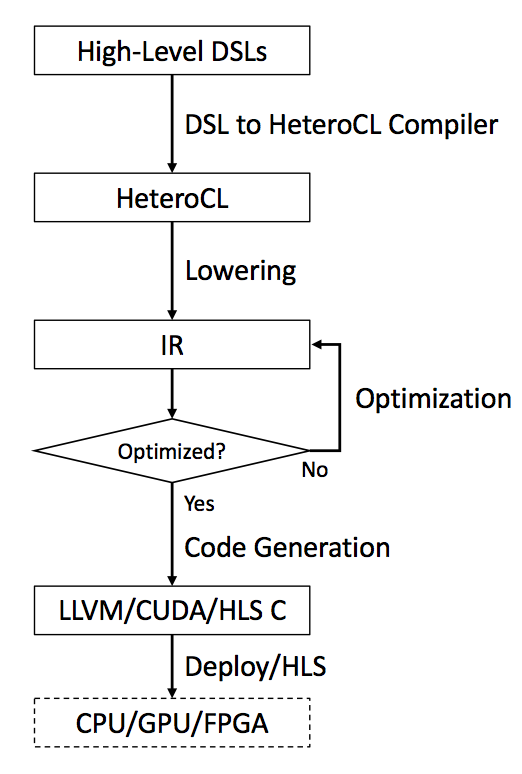 High-Level DSLs
DSL to HeteroCL Compiler
HeteroCL
Lowering
IR
Optimization
Optimized?
No
Yes
Code Generation
LLVM/CUDA/HLS C
Deploy/HLS
CPU/GPU/FPGA